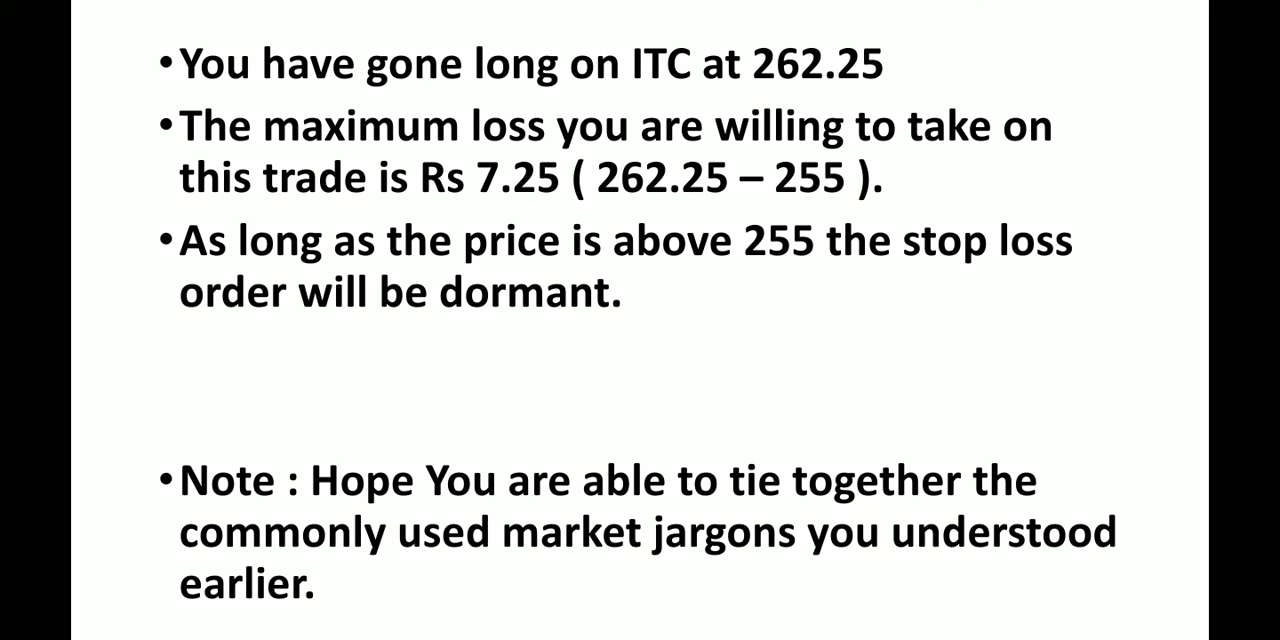 •You have gone long on ITC at 262.25
•The maximum loss you are willing to take on
this trade is Rs 7.25 ( 262.25 – 255 ).
•As long as the price is above 255 the stop loss
order will be dormant.
•Note : Hope You are able to tie together the
commonly used market jargons you understood
earlier.